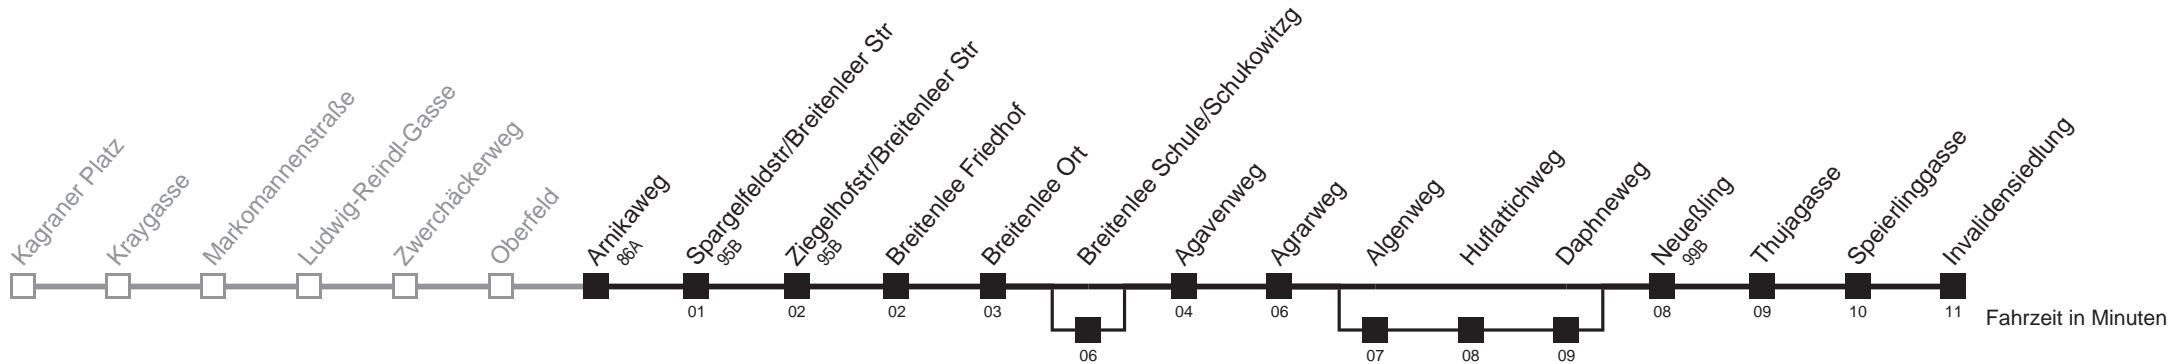 Kagraner Platz
Kraygasse
Markomannenstraße
Ludwig-Reindl-Gasse
Zwerchäckerweg
Oberfeld
Arnikaweg
86A
Spargelfeldstr/Breitenleer Str
95B
01
Ziegelhofstr/Breitenleer Str
95B
02
Breitenlee Friedhof
02
Breitenlee Ort
03
Breitenlee Schule/Schukowitzg
06
Agavenweg
04
Agrarweg
06
Algenweg
07
Huflattichweg
08
Daphneweg
09
Neueßling
99B
08
Thujagasse
09
Speierlinggasse
10
Invalidensiedlung
11
Fahrzeit in Minuten